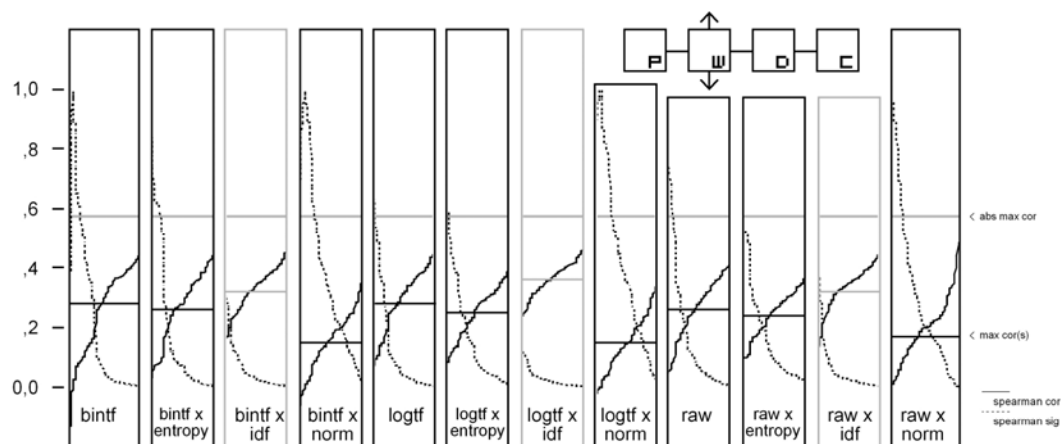 P W D C
1,0
,8
,6
,4
,2
0,0
< abs max cor
< max cor(s)
spearman cor
spearman sig
bintf
bintf x
entropy
bintf x
idf
bintf x
norm
logtf
logtf x
entropy
logtf x
idf
logtf x
norm
raw
raw x
entropy
raw x
idf
raw x
norm